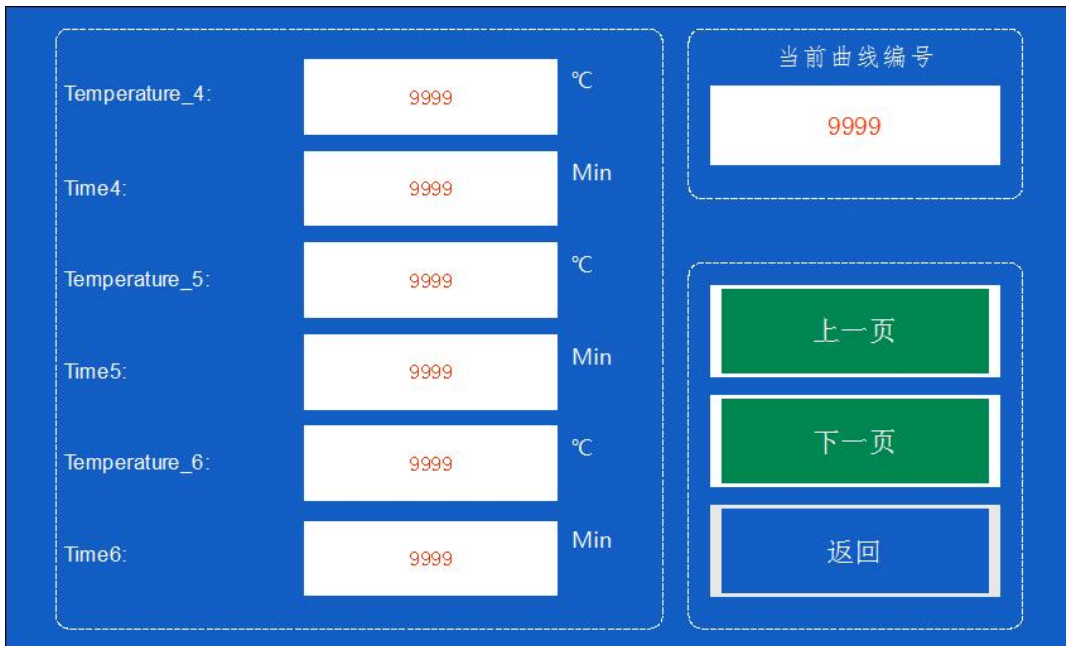 Temperature_4: 9999 ℃
Time4: 9999 Min
Temperature_5: 9999 ℃
Time5: 9999 Min
Temperature_6: 9999 ℃
Time6: 9999 Min
当前曲线编号
9999
上一页
下一页
返回